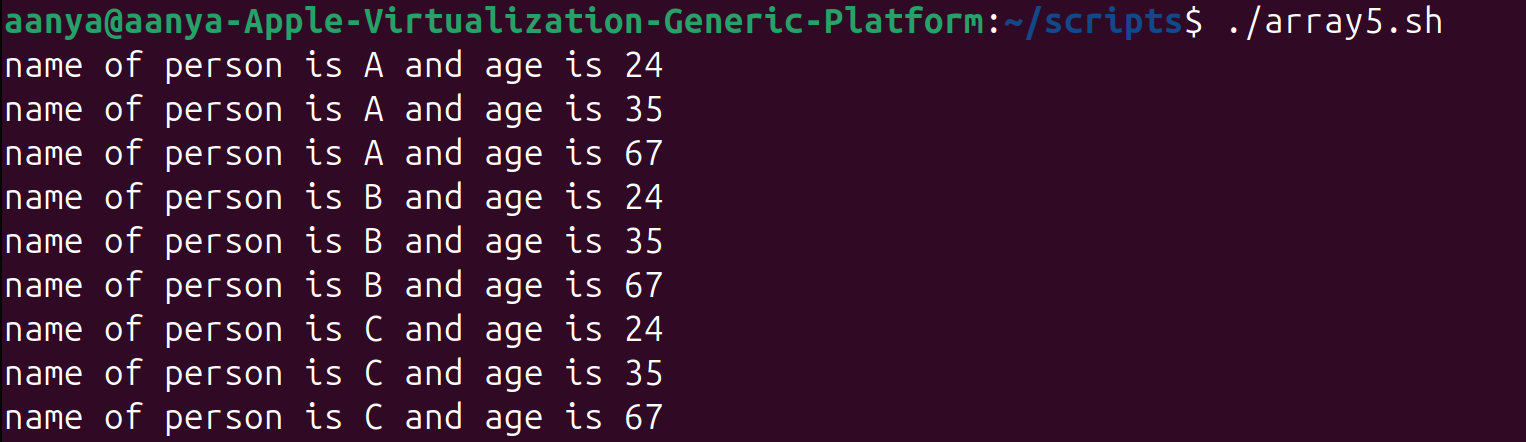 aanya@aanya-Apple-Virtualization-Generic-Platform:~/scripts$ ./array5.sh
name of person is A and age is 24
name of person is A and age is 35
name of person is A and age is 67
name of person is B and age is 24
name of person is B and age is 35
name of person is B and age is 67
name of person is C and age is 24
name of person is C and age is 35
name of person is C and age is 67